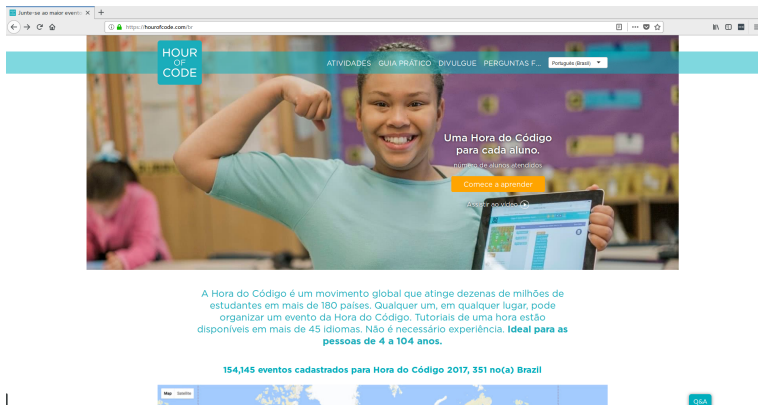 Junte-se ao maior evento
https://hourofcode.com/br
HOUR
OF
CODE
ATIVIDADES GUIA PRÁTICO DIVULGUE PERGUNTAS F... Português (Brasil)
Uma Hora do Código
para cada aluno.
número de alunos atendidos
Comece a aprender
Assistir ao vídeo
A Hora do Código é um movimento global que atinge dezenas de milhões de
estudantes em mais de 180 países. Qualquer um, em qualquer lugar, pode
organizar um evento da Hora do Código. Tutoriais de uma hora estão
disponíveis em mais de 45 idiomas. Não é necessário experiência. Ideal para as
pessoas de 4 a 104 anos.
154,145 eventos cadastrados para Hora do Código 2017, 351 no(a) Brazil
Map Satellite
Q&A